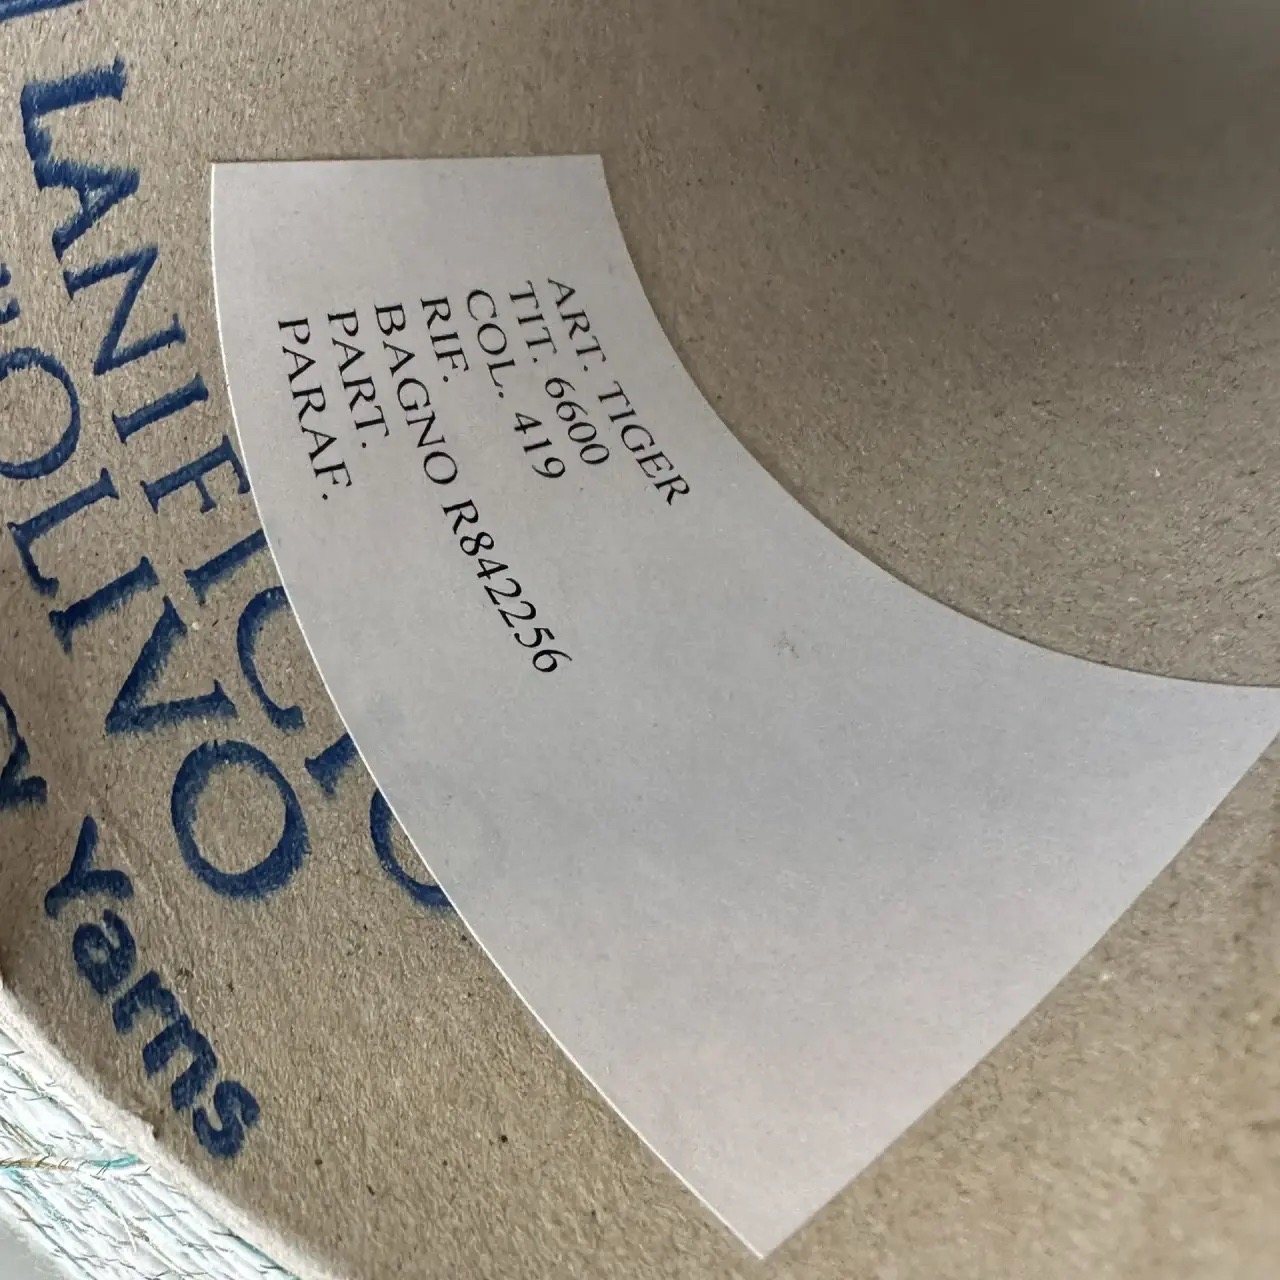 LANIFICIO
"OLIVO
Yarns
ART. TIGER
TIT. 6600
COL. 419
RIF.
BAGNO R842256
PART.
PARAF.